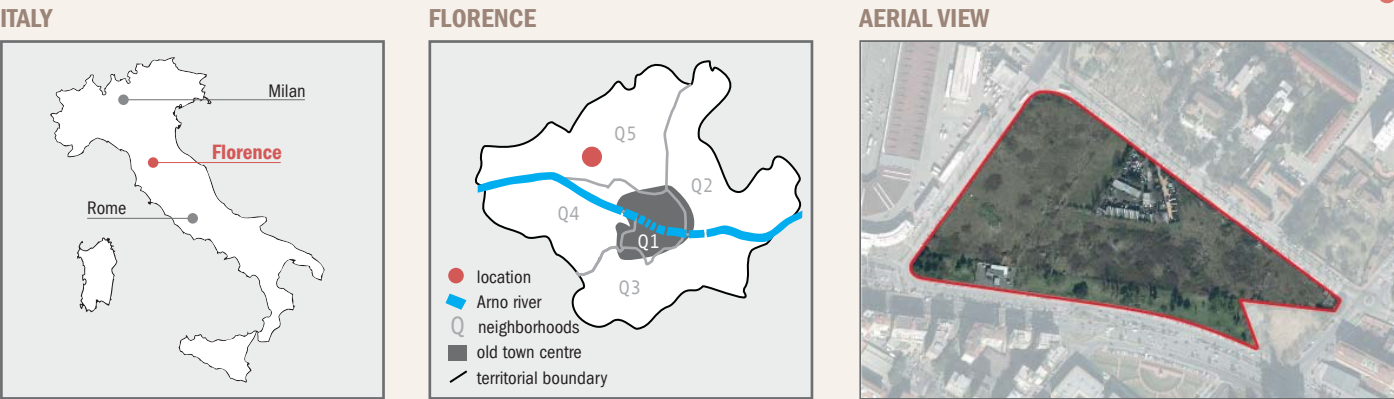 ITALY
Milan
Florence
Rome
FLORENCE
Q5
Q2
Q4
Q1
Q3
location
Arno river
Q neighborhoods
old town centre
territorial boundary
AERIAL VIEW